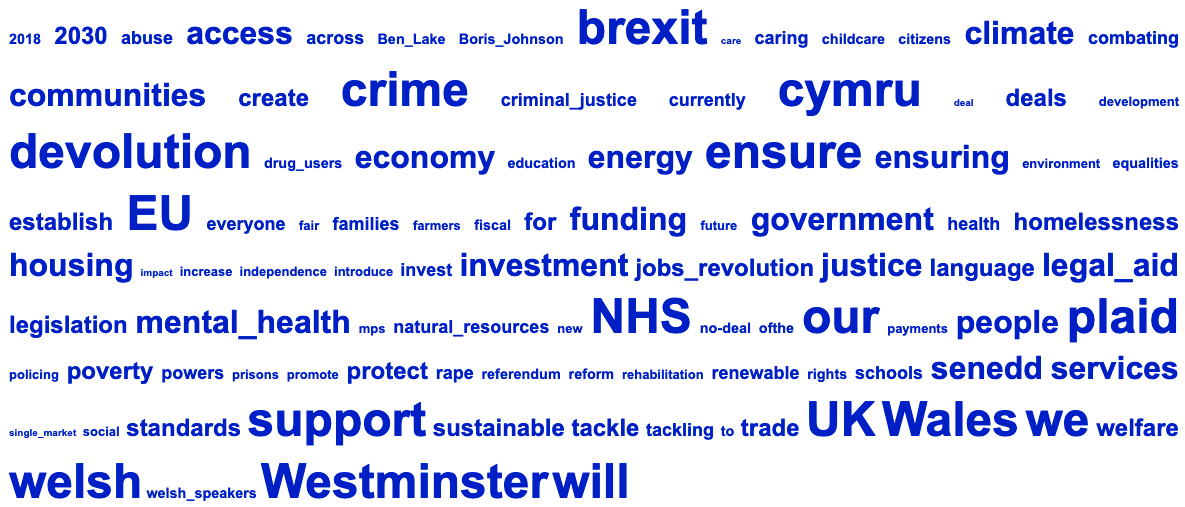 2018 2030 abuse access across Ben_Lake Boris_Johnson brexit care caring childcare citizens climate combating
communities create crime criminal_justice currently cymru deal deals development
devolution drug_users economy education energy ensure ensuring environment equalities
establish EU everyone fair families farmers fiscal for funding future government health homelessness
housing impact increase independence introduce invest investment jobs_revolution justice language legal_aid
legislation mental_health mps natural_resources new NHS no-deal ofthe our payments people plaid
policing poverty powers prisons promote protect rape referendum reform rehabilitation renewable rights schools senedd services
single_market social standards support sustainable tackle tackling to trade UK Wales we welfare
welsh welsh_speakers Westminster will